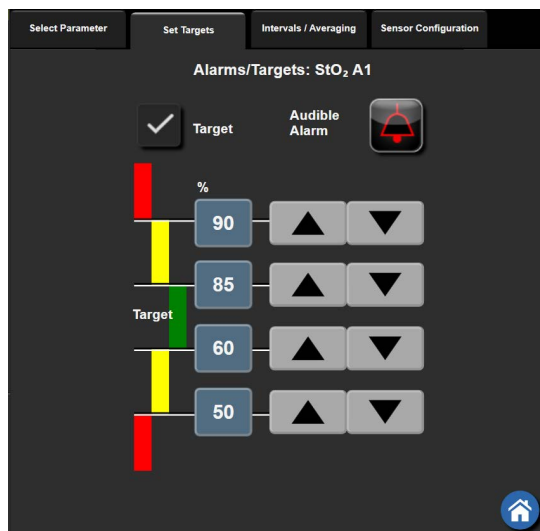 Select Parameter
Set Targets
Intervals / Averaging
Sensor Configuration
Alarms/Targets: StO₂ A1
Target
Audible
Alarm
%
90
85
Target
60
50